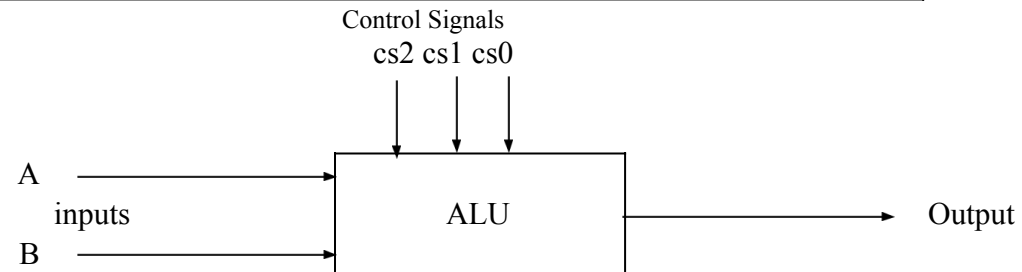 Control Signals
cs2 cs1 cs0
A
inputs
ALU
Output
B